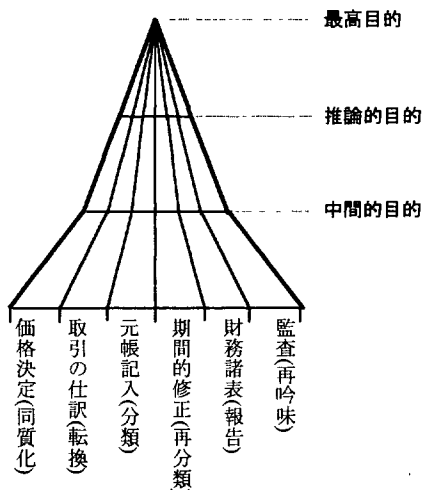 最高目的
推論的目的
中間的目的
価格決定(同質化)
取引の仕訳(転換)
元帳記入(分類)
期間的修正(再分類)
財務諸表(報告)
監査(再吟味)